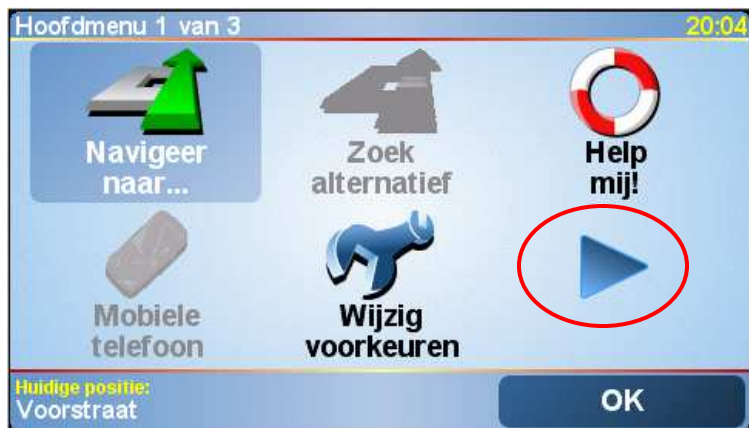 Hoofdmenu 1 van 3
20:04
Navigeer
naar...
Zoek
alternatief
Help
mij!
Mobiele
telefoon
Wijzig
voorkeuren
Huidige positie:
Voorstraat
OK